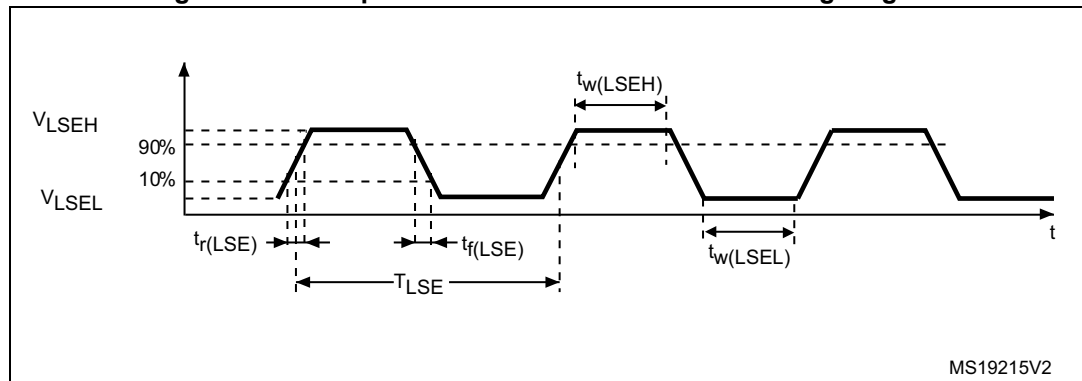 tw(LSEH)
VLSEH
90%
10%
VLSEL
tr(LSE)
tf(LSE)
tw(LSEL)
t
TLSE
MS19215V2